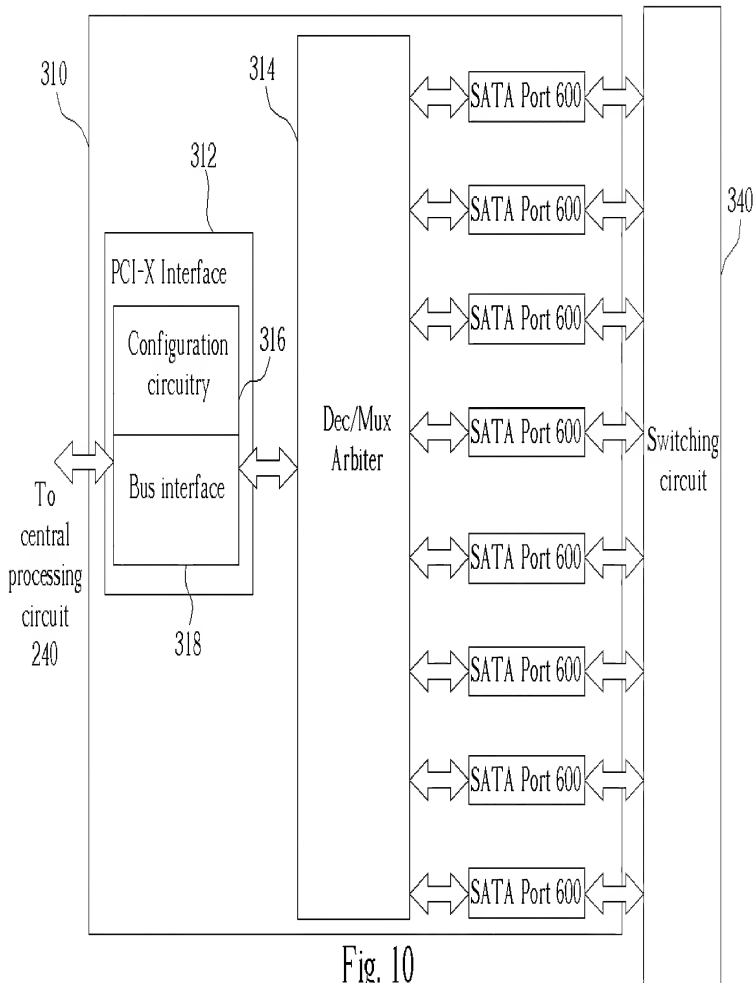 310
312
PCI-X Interface
Configuration
circuitry
316
Bus interface
318
To
central
processing
circuit
240
314
Dec/Mux
Arbiter
SATA Port 600
SATA Port 600
SATA Port 600
SATA Port 600
SATA Port 600
SATA Port 600
SATA Port 600
SATA Port 600
340
Switching
circuit
Fig. 10